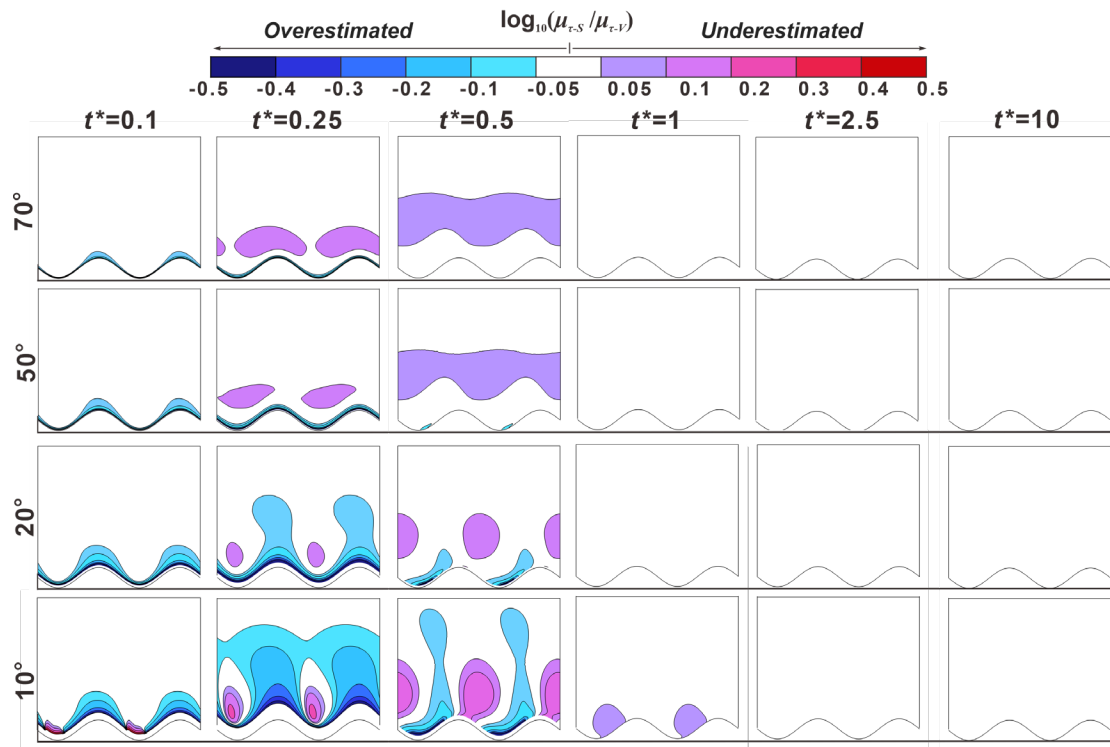 log₁₀(μτ-S /μτ-V)
Overestimated
Underestimated
-0.5 -0.4 -0.3 -0.2 -0.1 -0.05 0.05 0.1 0.2 0.3 0.4 0.5
t*=0.1 t*=0.25 t*=0.5 t*=1 t*=2.5 t*=10
70°
50°
20°
10°